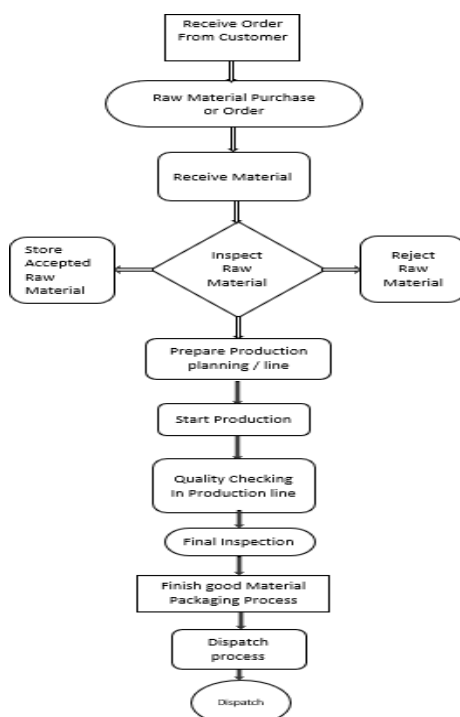 Receive Order
From Customer
Raw Material Purchase
or Order
Receive Material
Store
Accepted
Raw
Material
Inspect
Raw
Material
Reject
Raw
Material
Prepare Production
planning / line
Start Production
Quality Checking
In Production line
Final Inspection
Finish good Material
Packaging Process
Dispatch
process
Dispatch